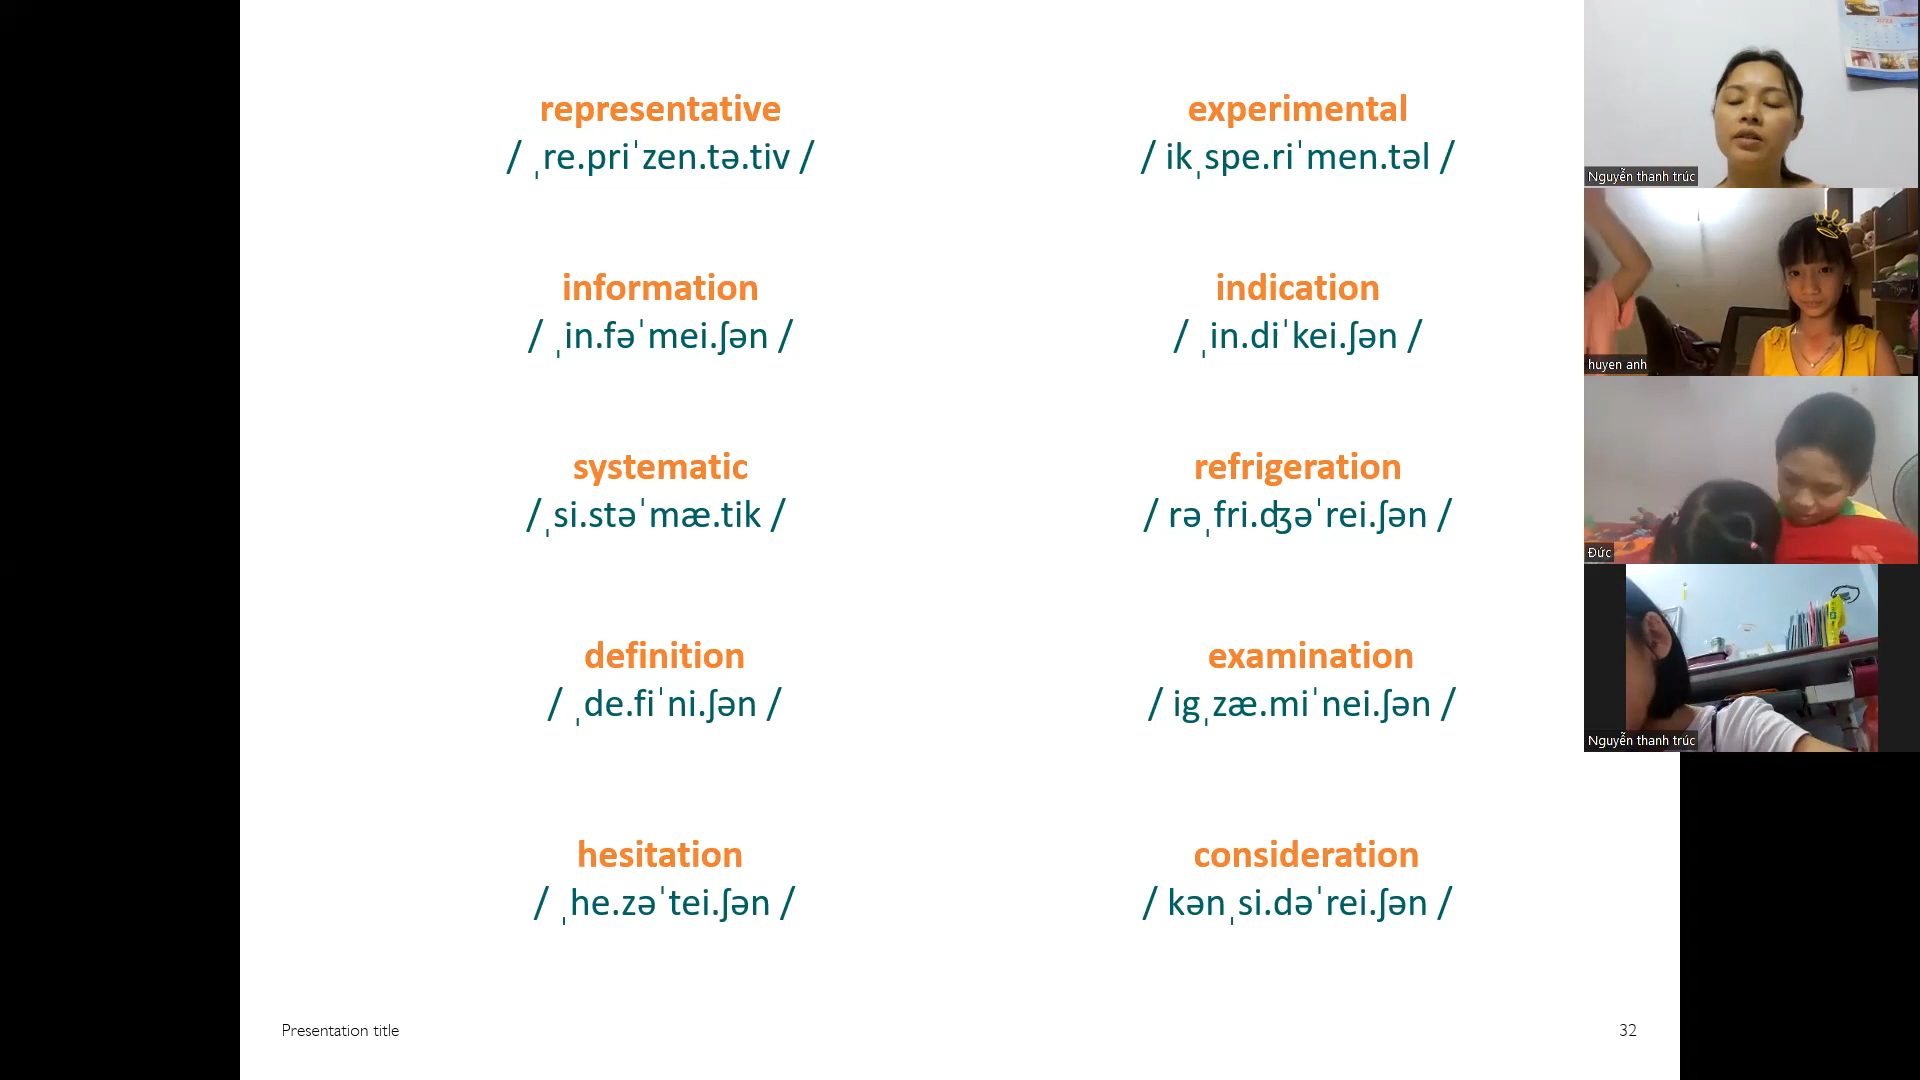 representative
/ ˌre.priˈzen.tə.tiv /
experimental
/ ikˌspe.riˈmen.təl /
information
/ ˌin.fəˈmei.ʃən /
indication
/ ˌin.diˈkei.ʃən /
systematic
/ˌsi.stəˈmæ.tik /
refrigeration
/ rəˌfri.ʤəˈrei.ʃən /
definition
/ ˌde.fiˈni.ʃən /
examination
/ igˌzæ.miˈnei.ʃən /
hesitation
/ ˌhe.zəˈtei.ʃən /
consideration
/ kənˌsi.dəˈrei.ʃən /
Presentation title
32
Nguyễn thanh trúc
huyen anh
Đức
Nguyễn thanh trúc